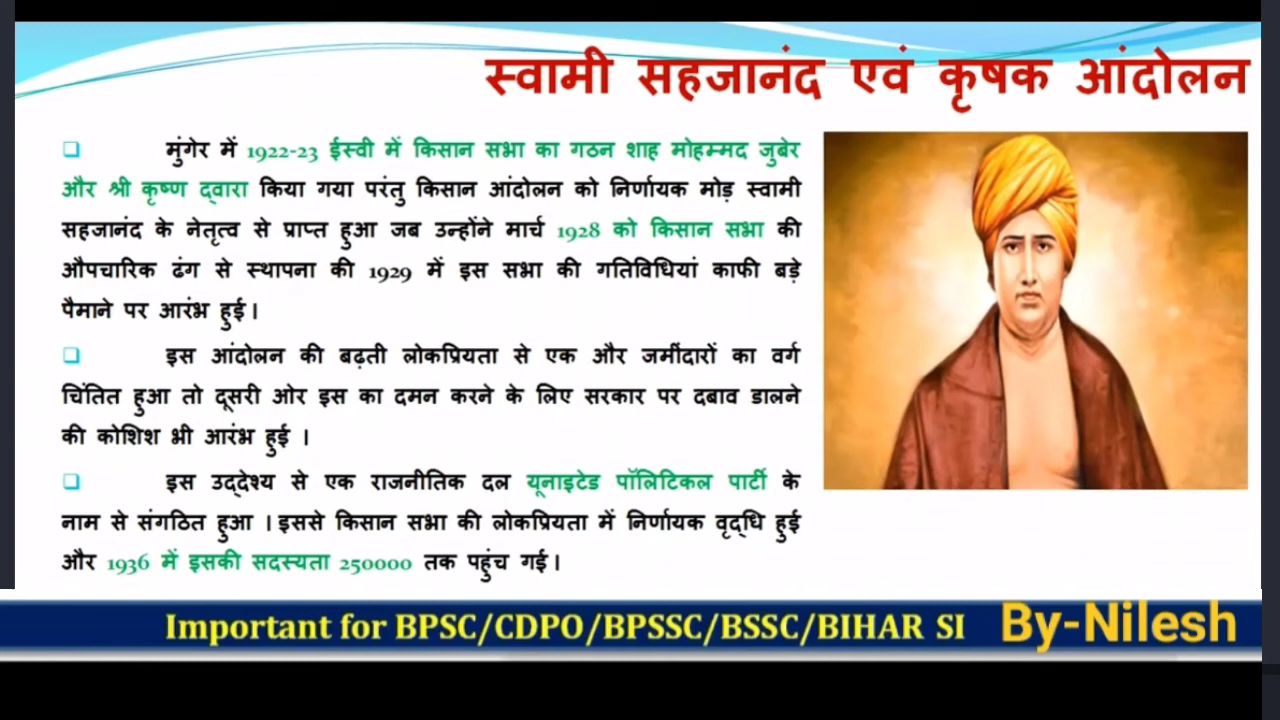 स्वामी सहजानंद एवं कृषक आंदोलन
मुंगेर में 1922-23 ईस्वी में किसान सभा का गठन शाह मोहम्मद जुबेर
और श्री कृष्ण द्वारा किया गया परंतु किसान आंदोलन को निर्णायक मोड़ स्वामी
सहजानंद के नेतृत्व से प्राप्त हुआ जब उन्होंने मार्च 1928 को किसान सभा की
औपचारिक ढंग से स्थापना की 1929 में इस सभा की गतिविधियां काफी बड़े
पैमाने पर आरंभ हुई।
इस आंदोलन की बढ़ती लोकप्रियता से एक और जमींदारों का वर्ग
चिंतित हुआ तो दूसरी ओर इस का दमन करने के लिए सरकार पर दबाव डालने
की कोशिश भी आरंभ हुई ।
इस उद्देश्य से एक राजनीतिक दल यूनाइटेड पॉलिटिकल पार्टी के
नाम से संगठित हुआ ।इससे किसान सभा की लोकप्रियता में निर्णायक वृद्धि हुई
और 1936 में इसकी सदस्यता 250000 तक पहुंच गई।
Important for BPSC/CDPO/BPSSC/BSSC/BIHAR SI By-Nilesh